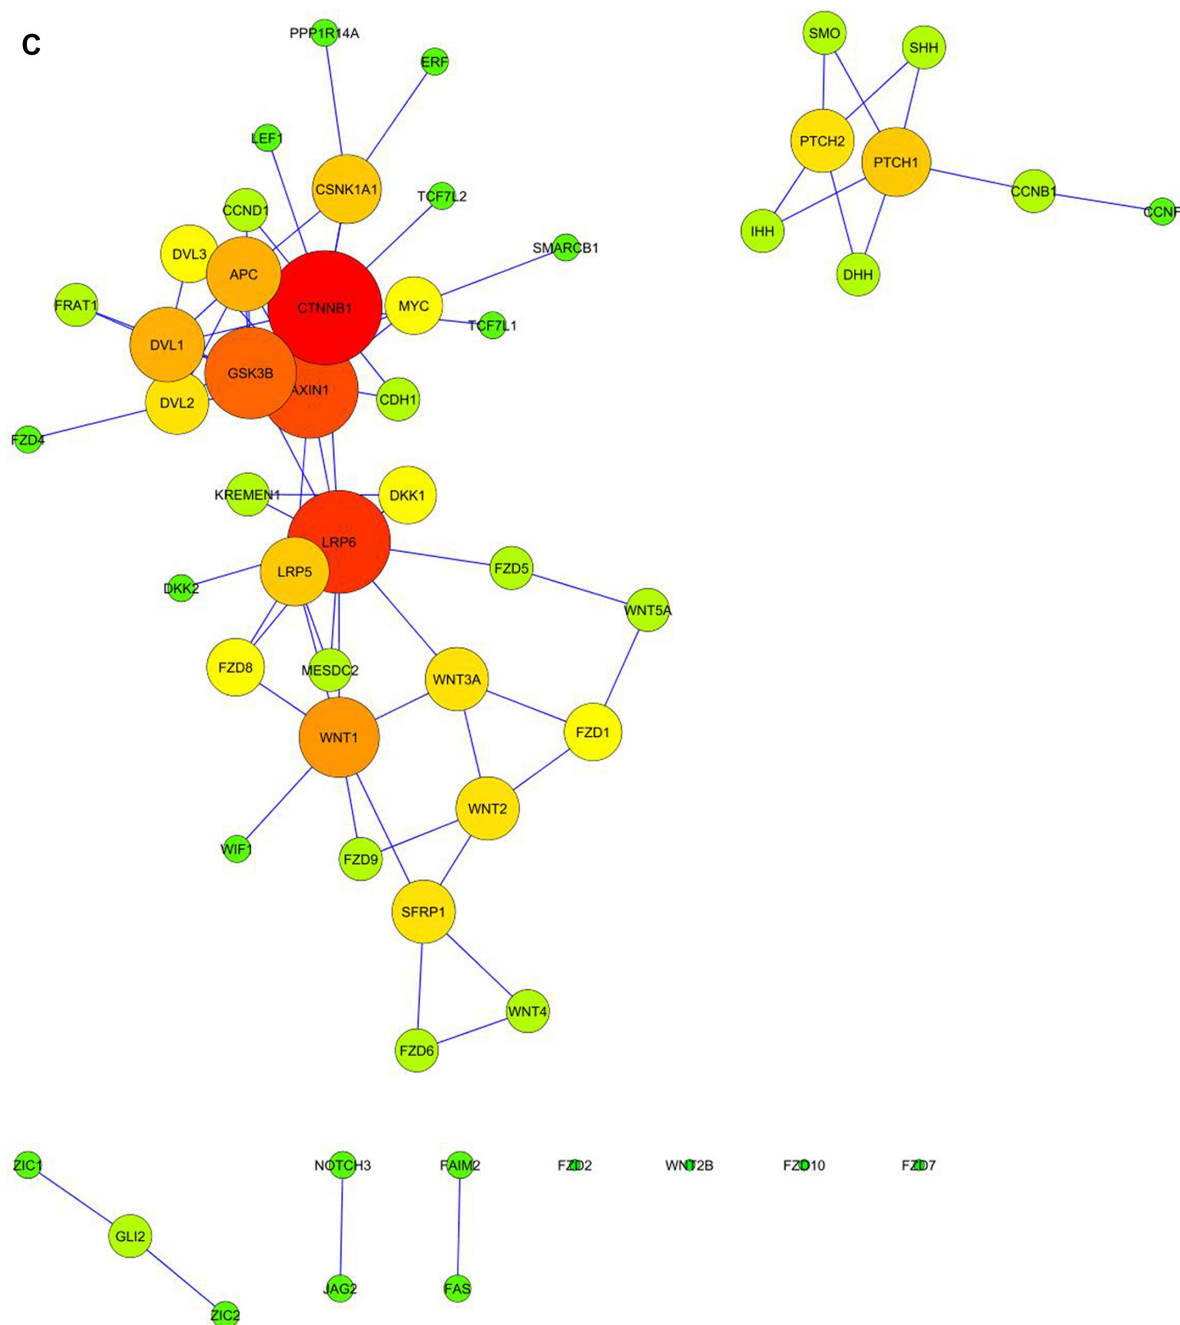 C
PPP1R14A
SMO
SHH
ERF
LEF1
PTCH2
PTCH1
CSNK1A1
TCF7L2
CCNB1
CCND1
CCNF
IHH
DVL3
SMARCB1
APC
DHH
FRAT1
CTNNB1
MYC
TCF7L1
DVL1
GSK3B
AXIN1
DVL2
CDH1
FZD4
KREMEN1
DKK1
LRP6
LRP5
FZD5
DKK2
WNT5A
FZD8
MESDC2
WNT3A
WNT1
FZD1
WNT2
WIF1
FZD9
SFRP1
WNT4
FZD6
ZIC1
NOTCH3
FAIM2
FZD2
WNT2B
FZD10
FZD7
GLI2
JAG2
FAS
ZIC2